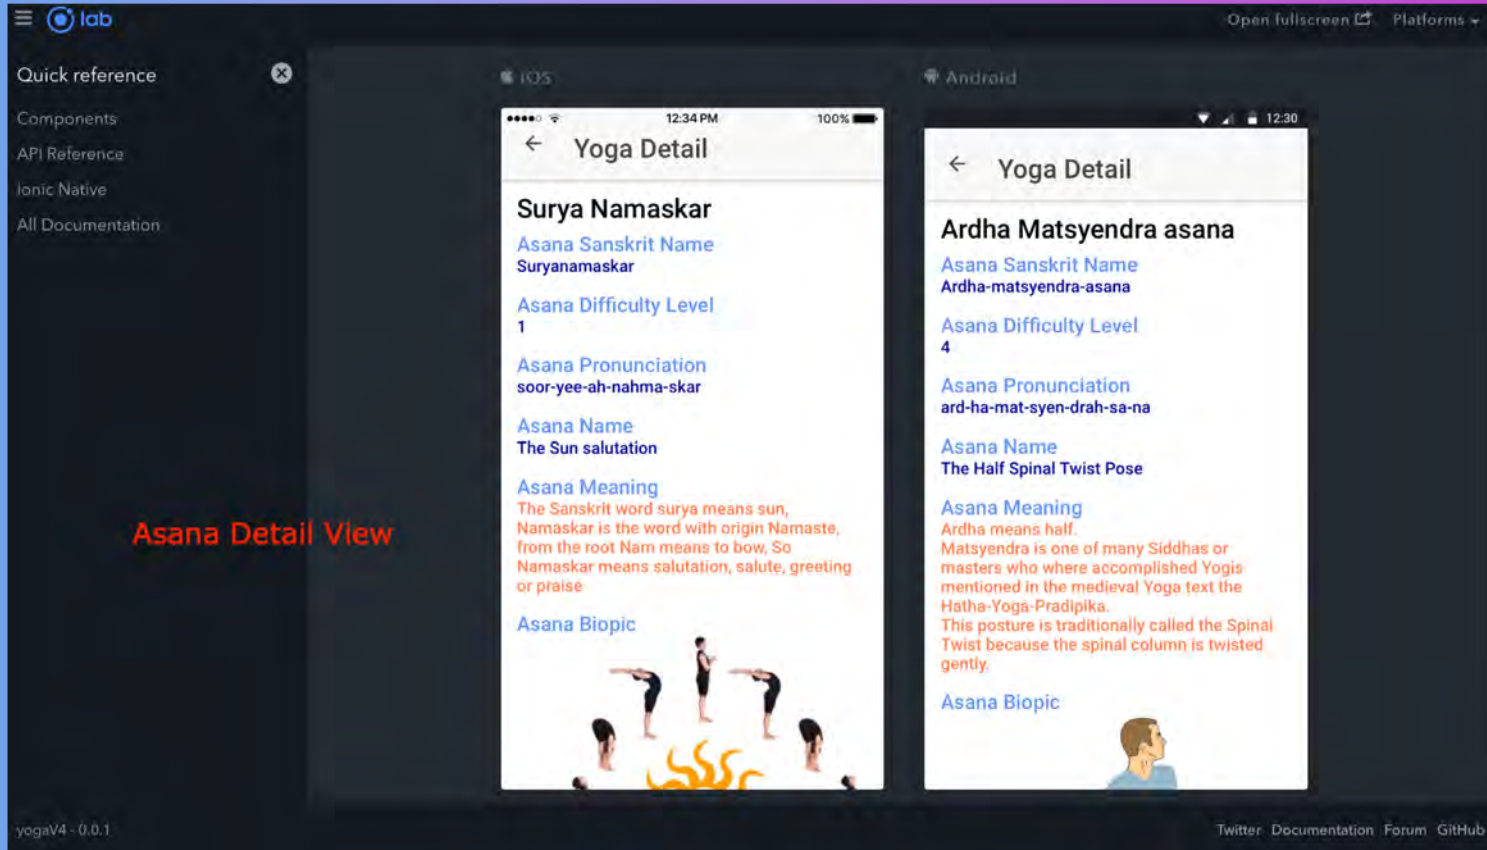 lab
Open fullscreen
Platforms
Quick reference
Components
API Reference
Ionic Native
All Documentation
Asana Detail View
iOS
12:34 PM
100%
Yoga Detail
Surya Namaskar
Asana Sanskrit Name
Suryanamaskar
Asana Difficulty Level
1
Asana Pronunciation
soor-yee-ah-nahma-skar
Asana Name
The Sun salutation
Asana Meaning
The Sanskrit word surya means sun,
Namaskar is the word with origin Namaste,
from the root Nam means to bow, So
Namaskar means salutation, salute, greeting
or praise
Asana Biopic
Android
12:30
Yoga Detail
Ardha Matsyendra asana
Asana Sanskrit Name
Ardha-matsyendra-asana
Asana Difficulty Level
4
Asana Pronunciation
ard-ha-mat-syen-drah-sa-na
Asana Name
The Half Spinal Twist Pose
Asana Meaning
Ardha means half.
Matsyendra is one of many Siddhas or
masters who where accomplished Yogis
mentioned in the medieval Yoga text the
Hatha-Yoga-Pradipika.
This posture is traditionally called the Spinal
Twist because the spinal column is twisted
gently.
Asana Biopic
yogaV4 - 0.0.1
Twitter Documentation Forum GitHub